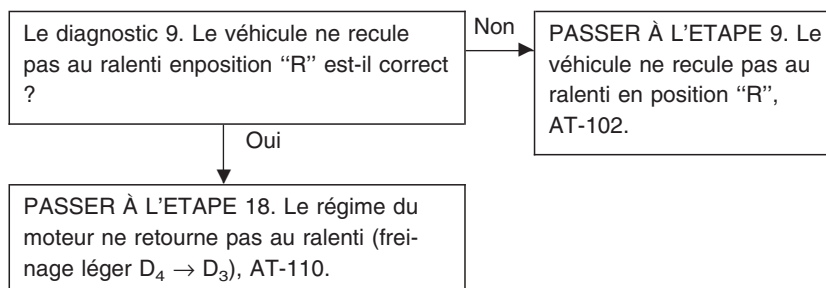 Le diagnostic 9. Le véhicule ne recule
pas au ralenti enposition “R” est-il correct
?
Non
PASSER À L’ETAPE 9. Le
véhicule ne recule pas au
ralenti en position “R”,
AT-102.
Oui
PASSER À L’ETAPE 18. Le régime du
moteur ne retourne pas au ralenti (frei-
nage léger D₄ → D₃), AT-110.